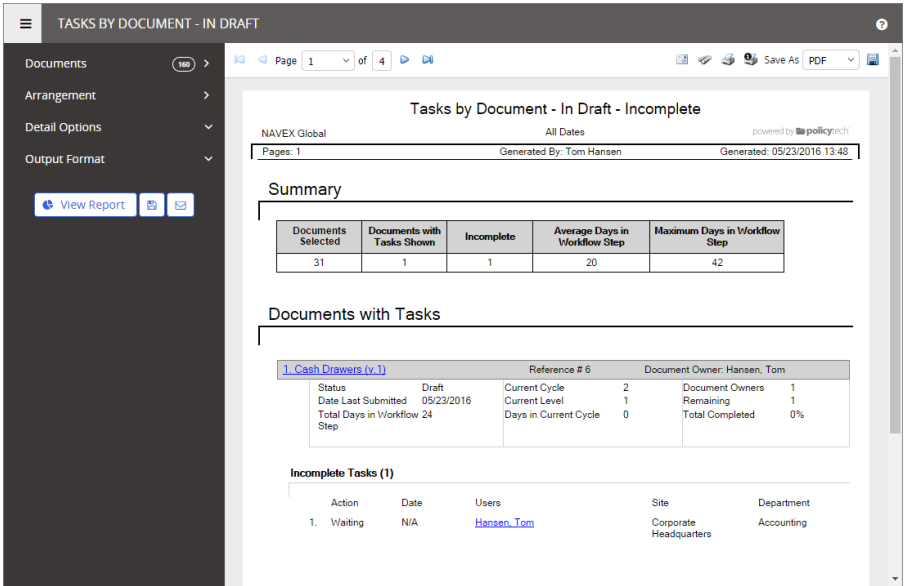 TASKS BY DOCUMENT - IN DRAFT
Documents 160
Arrangement
Detail Options
Output Format
View Report
Page 1 of 4 Save As PDF
Tasks by Document - In Draft - Incomplete
NAVEX Global All Dates powered by policytech
Pages: 1 Generated By: Tom Hansen Generated: 05/23/2016 13:48
Summary
Documents Selected Documents with Tasks Shown Incomplete Average Days in Workflow Step Maximum Days in Workflow Step
31 1 1 20 42
Documents with Tasks
1. Cash Drawers (v.1) Reference # 6 Document Owner: Hansen, Tom
Status Draft Current Cycle 2 Document Owners 1
Date Last Submitted 05/23/2016 Current Level 1 Remaining 1
Total Days in Workflow Step 24 Days in Current Cycle 0 Total Completed 0%
Incomplete Tasks (1)
Action Date Users Site Department
1. Waiting N/A Hansen, Tom Corporate Headquarters Accounting